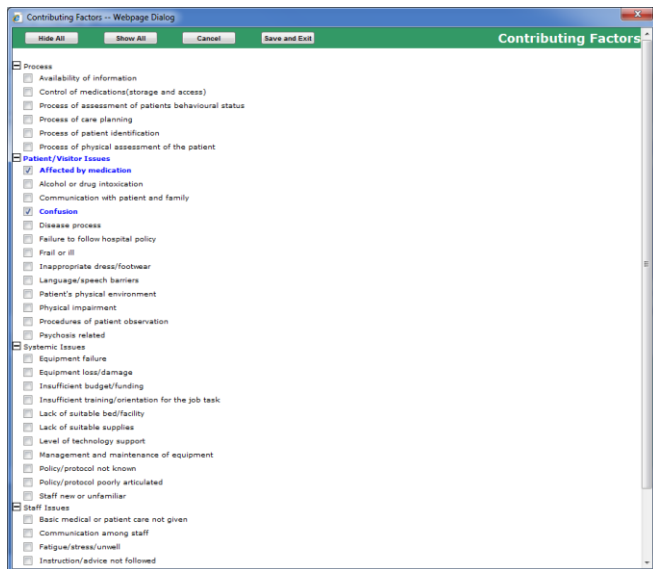 Contributing Factors -- Webpage Dialog
Hide All Show All Cancel Save and Exit Contributing Factors
Process
Availability of information
Control of medications(storage and access)
Process of assessment of patients behavioural status
Process of care planning
Process of patient identification
Process of physical assessment of the patient
Patient/Visitor Issues
Affected by medication
Alcohol or drug intoxication
Communication with patient and family
Confusion
Disease process
Failure to follow hospital policy
Frail or ill
Inappropriate dress/footwear
Language/speech barriers
Patient's physical environment
Physical impairment
Procedures of patient observation
Psychosis related
Systemic Issues
Equipment failure
Equipment loss/damage
Insufficient budget/funding
Insufficient training/orientation for the job task
Lack of suitable bed/facility
Lack of suitable supplies
Level of technology support
Management and maintenance of equipment
Policy/protocol not known
Policy/protocol poorly articulated
Staff new or unfamiliar
Staff Issues
Basic medical or patient care not given
Communication among staff
Fatigue/stress/unwell
Instruction/advice not followed